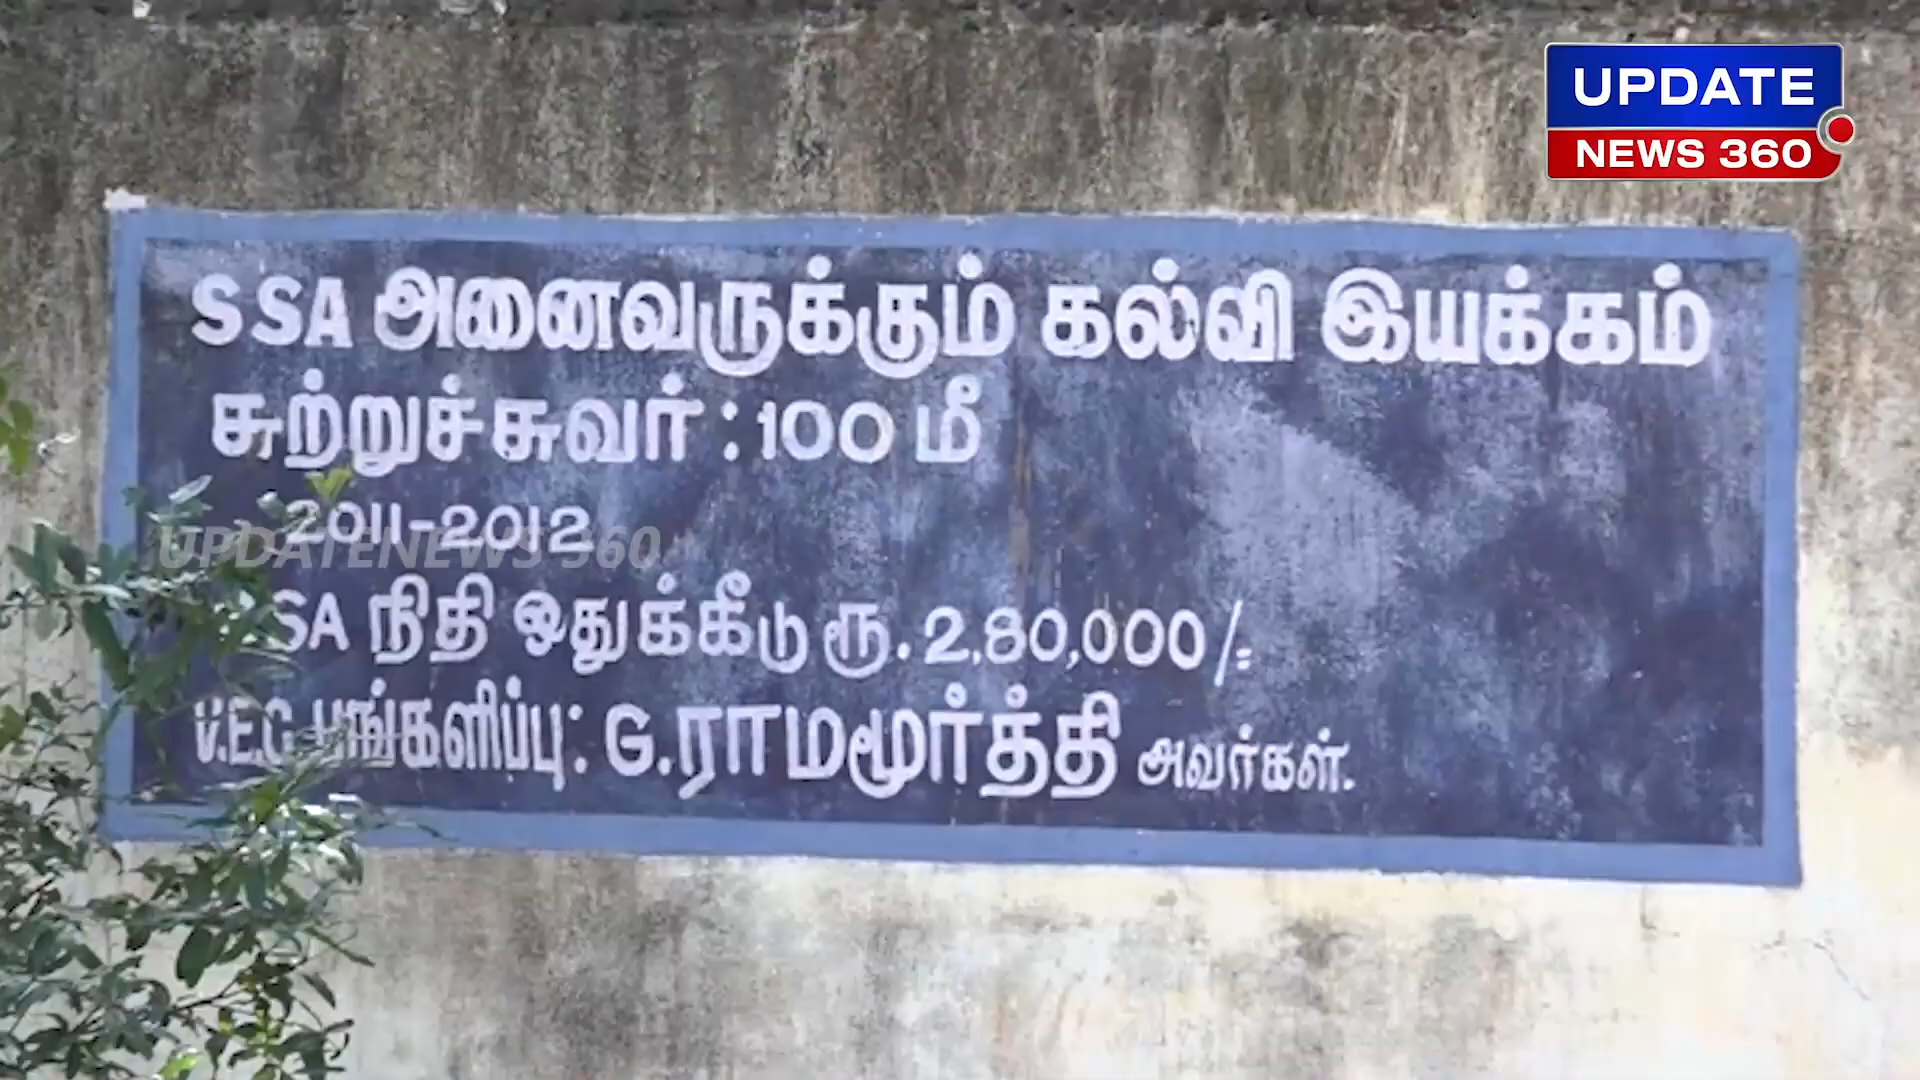 UPDATE
NEWS 360
SSA அனைவருக்கும் கல்வி இயக்கம்
சுற்றுச்சுவர் : 100 மீ
2011-2012
UPDATENEWS 360
SA நிதி ஒதுக்கீடு ரூ. 2,80,000/-
V.E.C பங்களிப்பு: G.ராமமூர்த்தி அவர்கள்.